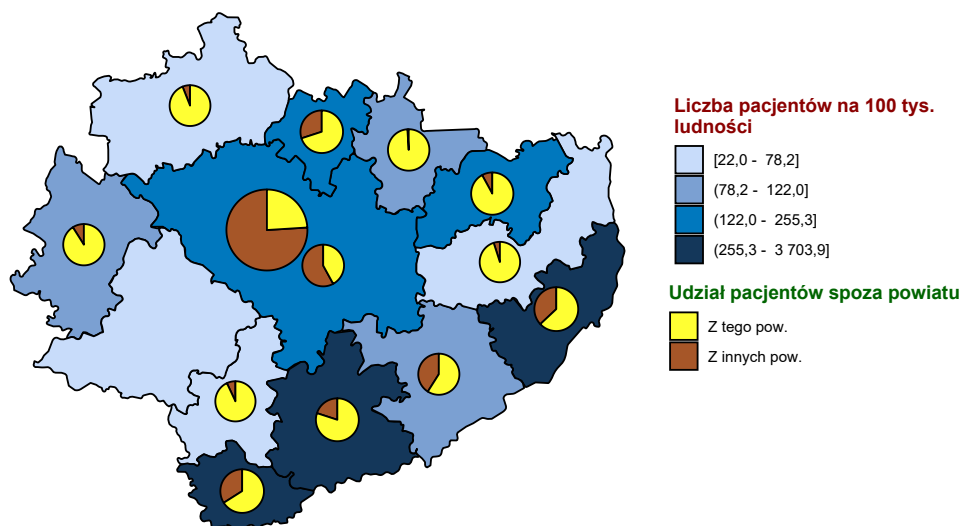 Liczba pacjentów na 100 tys.
ludności
[22,0 - 78,2]
(78,2 - 122,0]
(122,0 - 255,3]
(255,3 - 3 703,9]
Udział pacjentów spoza powiatu
Z tego pow.
Z innych pow.